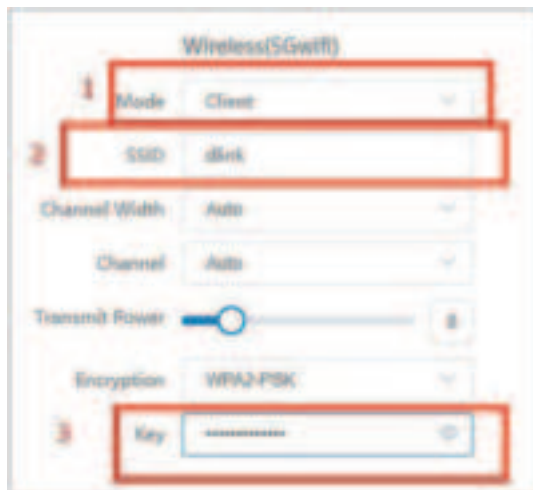 Wireless(5Gwifi)
1
Mode Client
2
SSID dlink
Channel Width Auto
Channel Auto
Transmit Power 8
Encryption WPA2-PSK
3
Key •••••••••••••